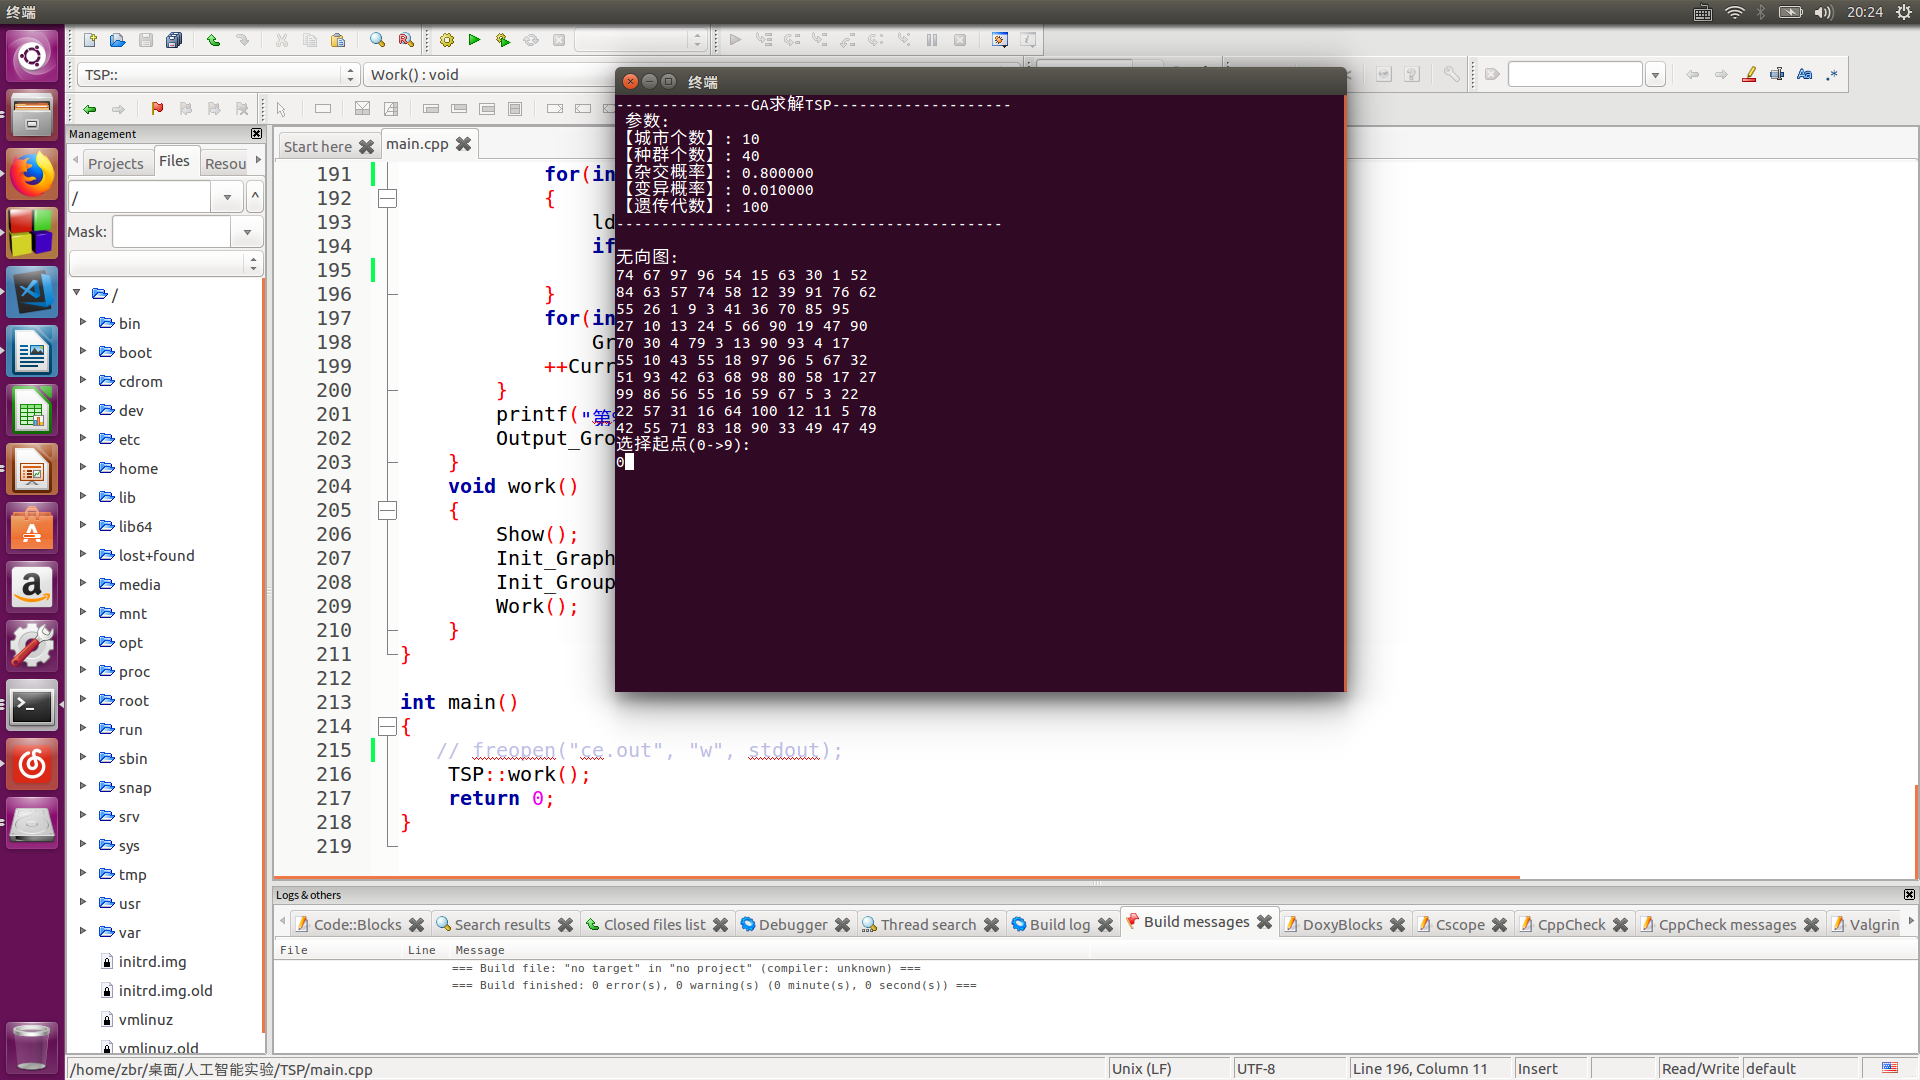 终端
20:24
TSP::
Work() : void
终端
---------------GA求解TSP--------------------
参数:
【城市个数】: 10
【种群个数】: 40
【杂交概率】: 0.800000
【变异概率】: 0.010000
【遗传代数】: 100
-------------------------------------------
无向图:
74 67 97 96 54 15 63 30 1 52
84 63 57 74 58 12 39 91 76 62
55 26 1 9 3 41 36 70 85 95
27 10 13 24 5 66 90 19 47 90
70 30 4 79 3 13 90 93 4 17
55 10 43 55 18 97 96 5 67 32
51 93 42 63 68 98 80 58 17 27
99 86 56 55 16 59 67 5 3 22
22 57 31 16 64 100 12 11 5 78
42 55 71 83 18 90 33 49 47 49
选择起点(0->9):
0
Management
Projects Files Resou
/
Mask:
/
bin
boot
cdrom
dev
etc
home
lib
lib64
lost+found
media
mnt
opt
proc
root
run
sbin
snap
srv
sys
tmp
usr
var
initrd.img
initrd.img.old
vmlinuz
vmlinuz.old
Start here main.cpp
191 for(in
192 {
193 ld
194 if
195
196 }
197 for(in
198 Gr
199 ++Curr
200 }
201 printf("第
202 Output_Gro
203 }
204 void work()
205 {
206 Show();
207 Init_Graph
208 Init_Group
209 Work();
210 }
211 }
212
213 int main()
214 {
215 // freopen("ce.out", "w", stdout);
216 TSP::work();
217 return 0;
218 }
219
Logs & others
Code::Blocks Search results Closed files list Debugger Thread search Build log Build messages DoxyBlocks Cscope CppCheck CppCheck messages Valgrin
File Line Message
=== Build file: "no target" in "no project" (compiler: unknown) ===
=== Build finished: 0 error(s), 0 warning(s) (0 minute(s), 0 second(s)) ===
/home/zbr/桌面/人工智能实验/TSP/main.cpp Unix (LF) UTF-8 Line 196, Column 11 Insert Read/Write default